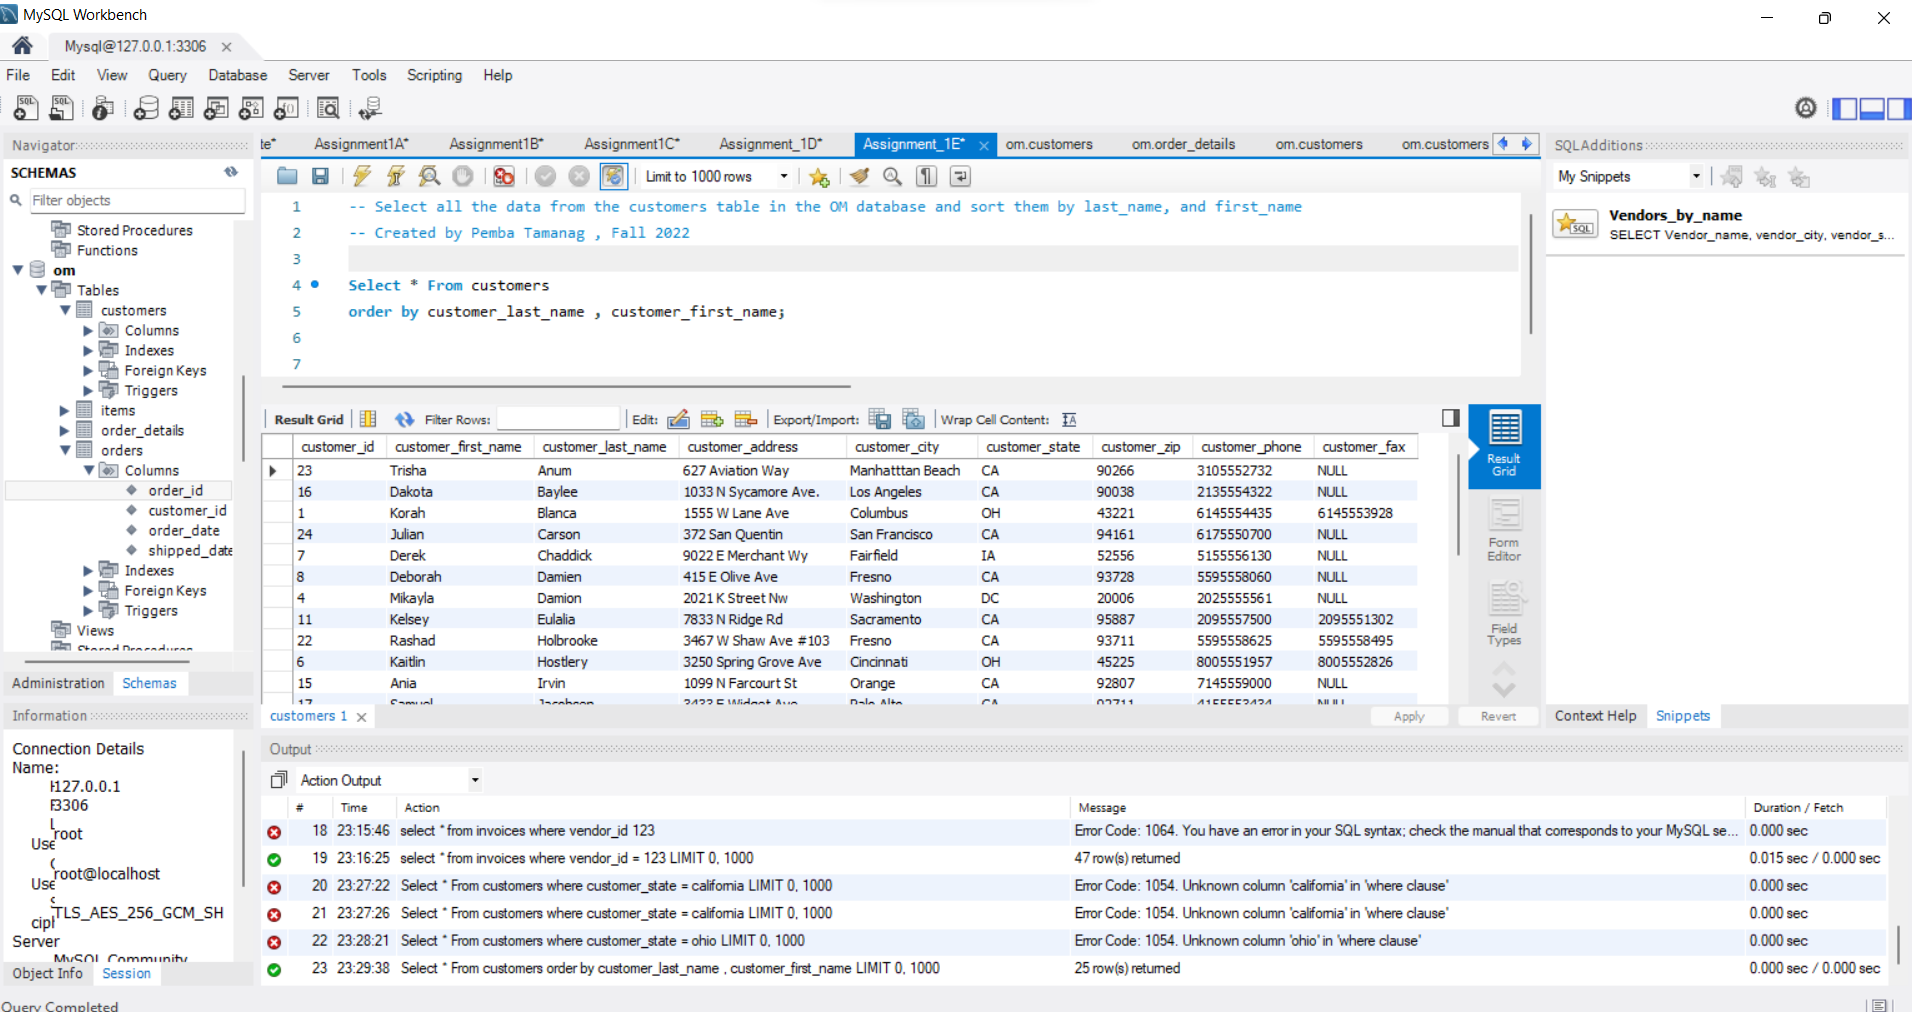 MySQL Workbench
Mysql@127.0.0.1:3306
File Edit View Query Database Server Tools Scripting Help
Navigator
SCHEMAS
Filter objects
Stored Procedures
Functions
om
Tables
customers
Columns
Indexes
Foreign Keys
Triggers
items
order_details
orders
Columns
order_id
customer_id
order_date
shipped_date
Indexes
Foreign Keys
Triggers
Views
Stored Procedures
Administration Schemas
Information
Connection Details
Name:
127.0.0.1
3306
root
Use
root@localhost
Use
TLS_AES_256_GCM_SH
ciph
Server
MySQL Community
Object Info Session
Query Completed
te* Assignment1A* Assignment1B* Assignment1C* Assignment_1D* Assignment_1E* om.customers om.order_details om.customers om.customers
Limit to 1000 rows
1 -- Select all the data from the customers table in the OM database and sort them by last_name, and first_name
2 -- Created by Pemba Tamanag , Fall 2022
3
4 Select * From customers
5 order by customer_last_name , customer_first_name;
6
7
Result Grid Filter Rows: Edit: Export/Import: Wrap Cell Content:
customer_id customer_first_name customer_last_name customer_address customer_city customer_state customer_zip customer_phone customer_fax
23 Trisha Anum 627 Aviation Way Manhatttan Beach CA 90266 3105552732 NULL
16 Dakota Baylee 1033 N Sycamore Ave. Los Angeles CA 90038 2135554322 NULL
1 Korah Blanca 1555 W Lane Ave Columbus OH 43221 6145554435 6145553928
24 Julian Carson 372 San Quentin San Francisco CA 94161 6175550700 NULL
7 Derek Chaddick 9022 E Merchant Wy Fairfield IA 52556 5155556130 NULL
8 Deborah Damien 415 E Olive Ave Fresno CA 93728 5595558060 NULL
4 Mikayla Damion 2021 K Street Nw Washington DC 20006 2025555561 NULL
11 Kelsey Eulalia 7833 N Ridge Rd Sacramento CA 95887 2095557500 2095551302
22 Rashad Holbrooke 3467 W Shaw Ave #103 Fresno CA 93711 5595558625 5595558495
6 Kaitlin Hostlery 3250 Spring Grove Ave Cincinnati OH 45225 8005551957 8005552826
15 Ania Irvin 1099 N Farcourt St Orange CA 92807 7145559000 NULL
17 Samuel Jacobsen 3433 E Widget Ave Palo Alto CA 92711 4155553434 NULL
Result Grid
Form Editor
Field Types
customers 1
Apply Revert
SQLAdditions
My Snippets
Vendors_by_name
SELECT Vendor_name, vendor_city, vendor_s...
Context Help Snippets
Output
Action Output
# Time Action Message Duration / Fetch
18 23:15:46 select * from invoices where vendor_id 123 Error Code: 1064. You have an error in your SQL syntax; check the manual that corresponds to your MySQL se... 0.000 sec
19 23:16:25 select * from invoices where vendor_id = 123 LIMIT 0, 1000 47 row(s) returned 0.015 sec / 0.000 sec
20 23:27:22 Select * From customers where customer_state = california LIMIT 0, 1000 Error Code: 1054. Unknown column 'california' in 'where clause' 0.000 sec
21 23:27:26 Select * From customers where customer_state = california LIMIT 0, 1000 Error Code: 1054. Unknown column 'california' in 'where clause' 0.000 sec
22 23:28:21 Select * From customers where customer_state = ohio LIMIT 0, 1000 Error Code: 1054. Unknown column 'ohio' in 'where clause' 0.000 sec
23 23:29:38 Select * From customers order by customer_last_name , customer_first_name LIMIT 0, 1000 25 row(s) returned 0.000 sec / 0.000 sec